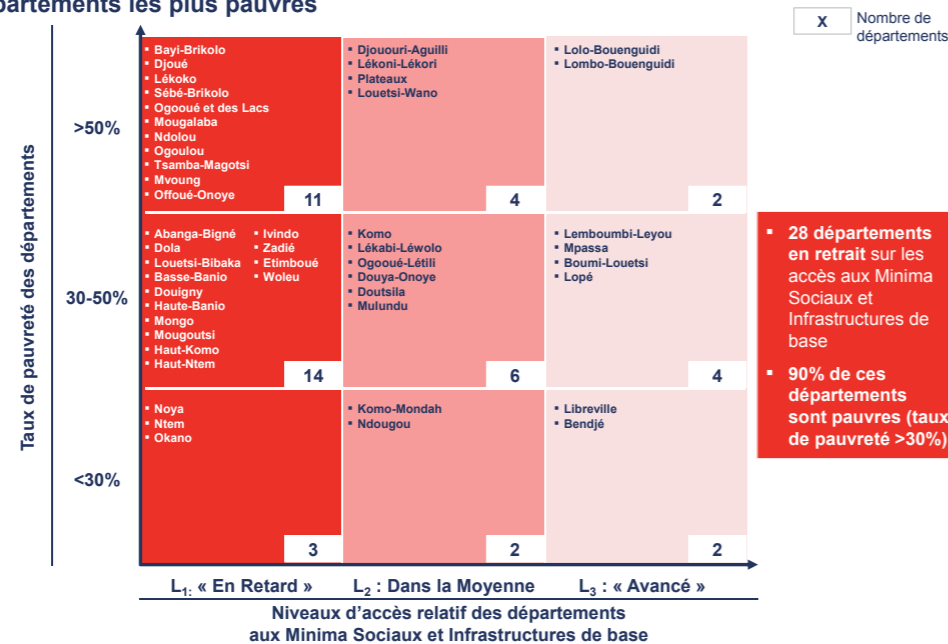 partements les plus pauvres
X
Nombre de
départements
Taux de pauvreté des départements
>50%
▪ Bayi-Brikolo
▪ Djoué
▪ Lékoko
▪ Sébé-Brikolo
▪ Ogooué et des Lacs
▪ Mougalaba
▪ Ndolou
▪ Ogoulou
▪ Tsamba-Magotsi
▪ Mvoung
▪ Offoué-Onoye
11
▪ Djououri-Aguilli
▪ Lékoni-Lékori
▪ Plateaux
▪ Louetsi-Wano
4
▪ Lolo-Bouenguidi
▪ Lombo-Bouenguidi
2
30-50%
▪ Abanga-Bigné
▪ Dola
▪ Louetsi-Bibaka
▪ Basse-Banio
▪ Douigny
▪ Haute-Banio
▪ Mongo
▪ Mougoutsi
▪ Haut-Komo
▪ Haut-Ntem
▪ Ivindo
▪ Zadié
▪ Etimboué
▪ Woleu
14
▪ Komo
▪ Lékabi-Léwolo
▪ Ogooué-Létili
▪ Douya-Onoye
▪ Doutsila
▪ Mulundu
6
▪ Lemboumbi-Leyou
▪ Mpassa
▪ Boumi-Louetsi
▪ Lopé
4
<30%
▪ Noya
▪ Ntem
▪ Okano
3
▪ Komo-Mondah
▪ Ndougou
2
▪ Libreville
▪ Bendjé
2
L1: « En Retard »
L2 : Dans la Moyenne
L3 : « Avancé »
Niveaux d’accès relatif des départements
aux Minima Sociaux et Infrastructures de base
▪ 28 départements
en retrait sur les
accès aux Minima
Sociaux et
Infrastructures de
base
▪ 90% de ces
départements
sont pauvres (taux
de pauvreté >30%)